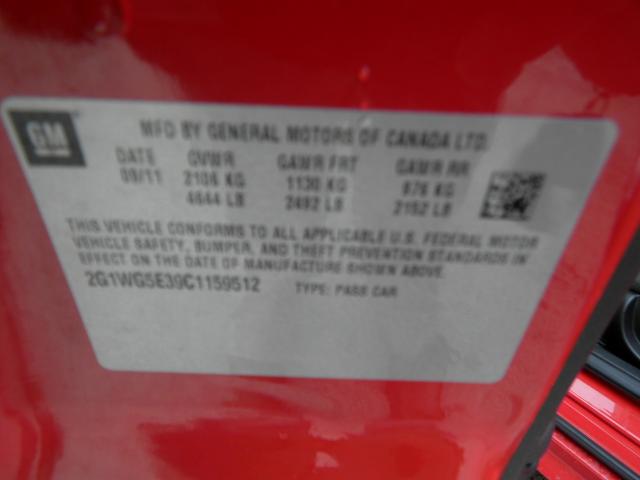 GM
MFD BY GENERAL MOTORS OF CANADA LTD.
DATE GVWR GAWR FRT GAWR RR
09/11 2106 KG 1130 KG 976 KG
4644 LB 2492 LB 2152 LB
THIS VEHICLE CONFORMS TO ALL APPLICABLE U.S. FEDERAL MOTOR
VEHICLE SAFETY, BUMPER, AND THEFT PREVENTION STANDARDS IN
EFFECT ON THE DATE OF MANUFACTURE SHOWN ABOVE.
2G1WG5E39C1159512 TYPE: PASS CAR